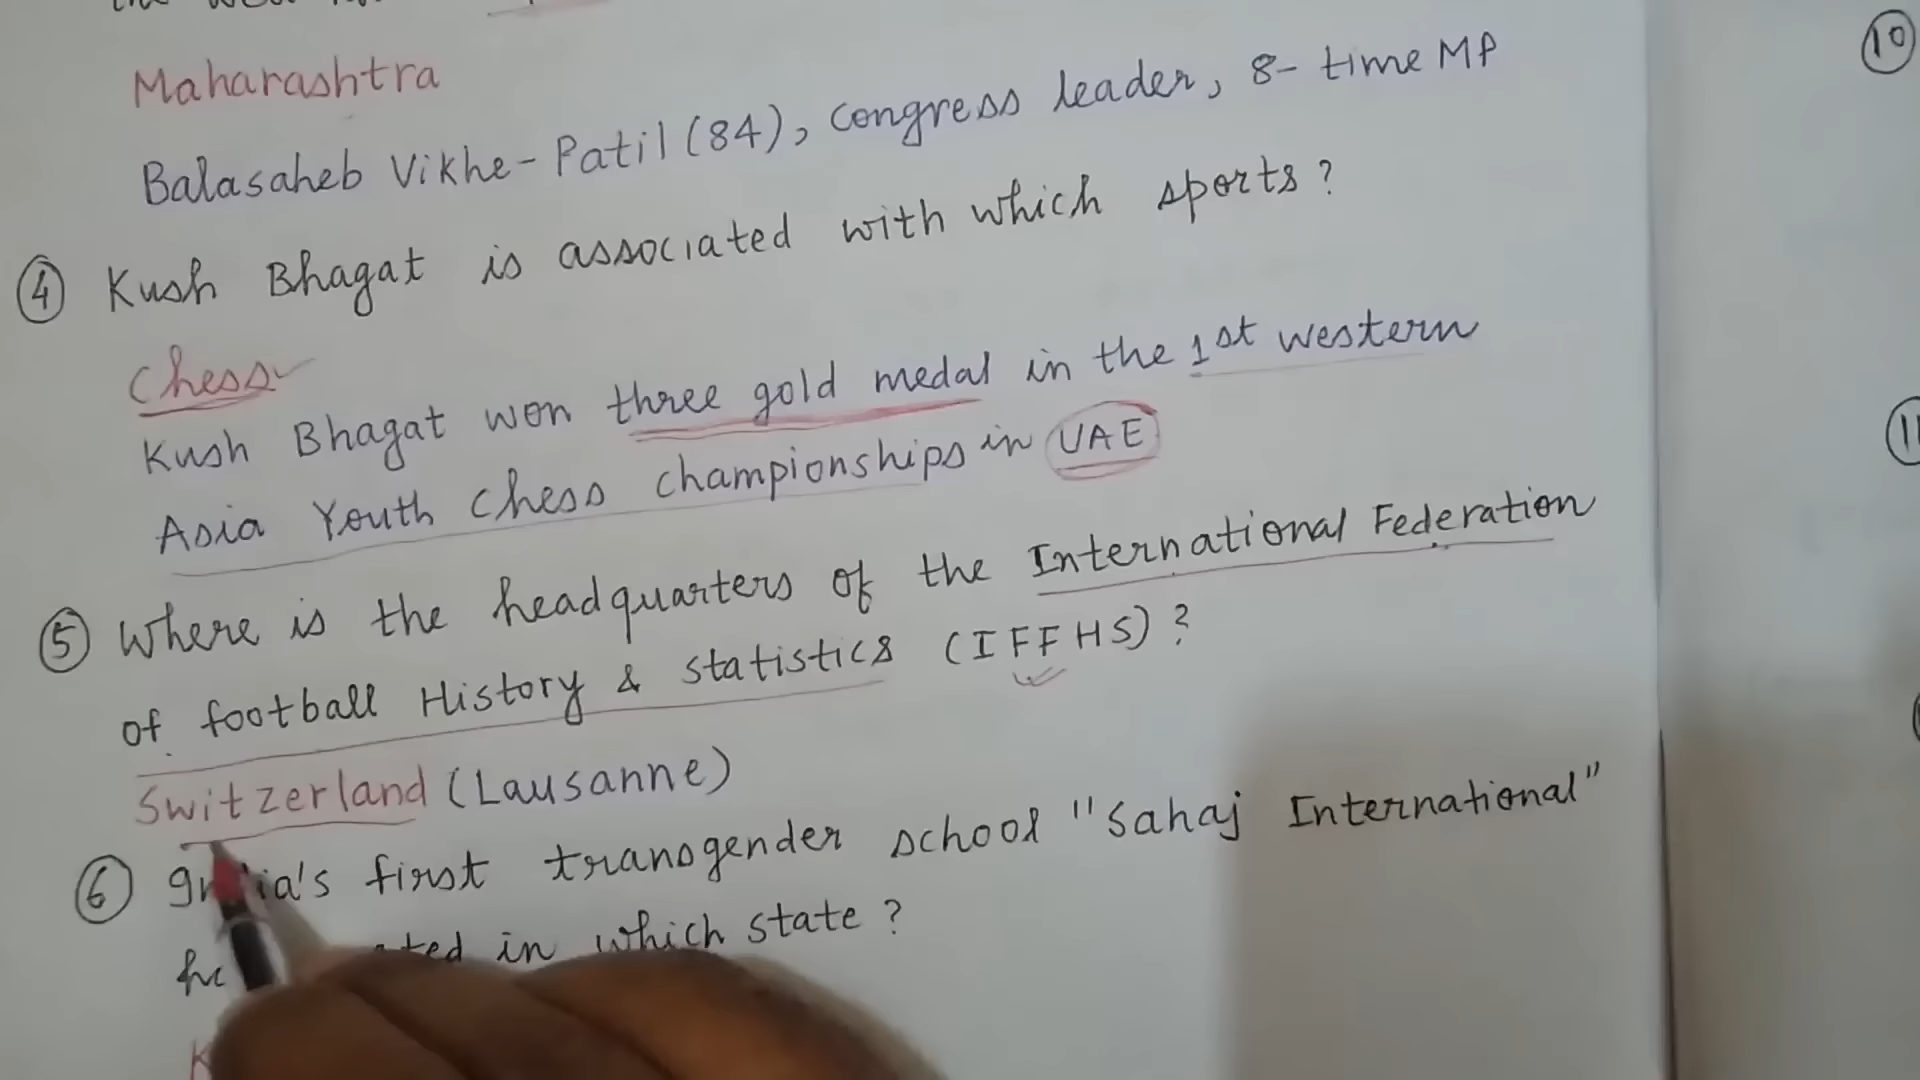 Maharashtra
Balasaheb Vikhe-Patil (84), Congress leader, 8-time MP
④ Kush Bhagat is associated with which sports?
Chess
Kush Bhagat won three gold medal in the 1st western
Asia Youth Chess championships in UAE
⑤ Where is the headquarters of the International Federation
of football History & statistics (IFFHS)?
Switzerland (Lausanne)
⑥ first transgender school "Sahaj International"
in which state?
10